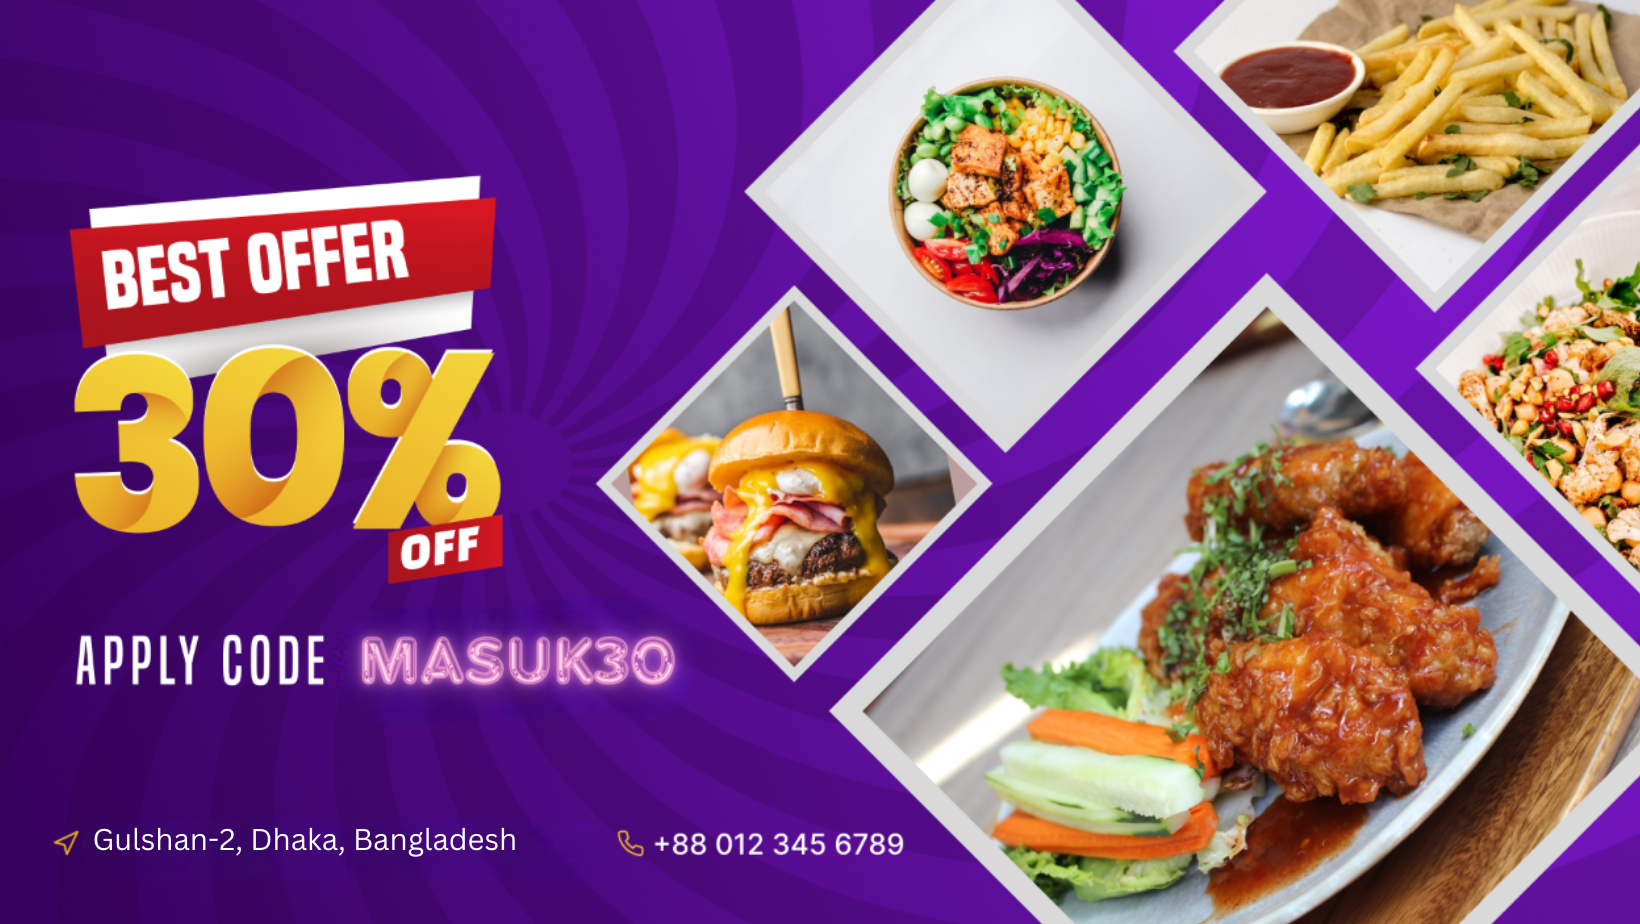 BEST OFFER
30%
OFF
APPLY CODE MASUK30
Gulshan-2, Dhaka, Bangladesh
+88 012 345 6789